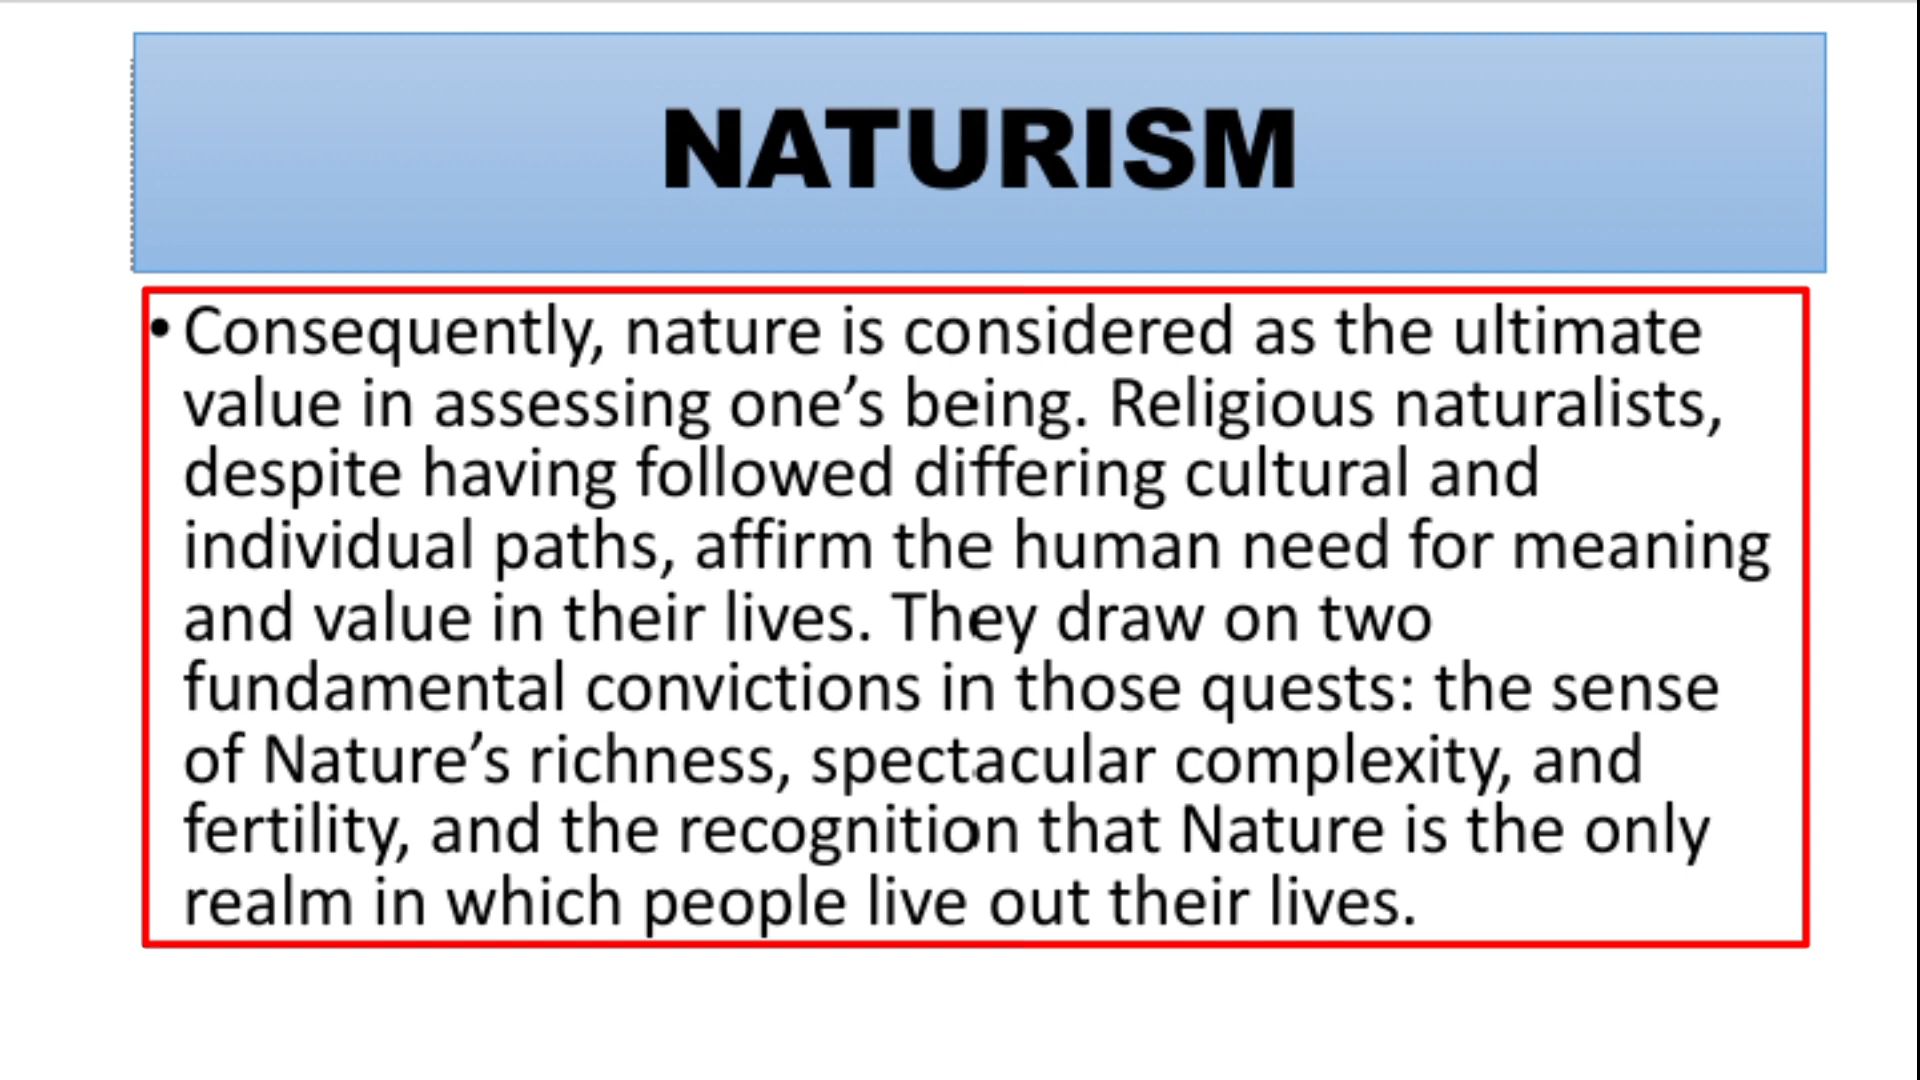 NATURISM
• Consequently, nature is considered as the ultimate
value in assessing one’s being. Religious naturalists,
despite having followed differing cultural and
individual paths, affirm the human need for meaning
and value in their lives. They draw on two
fundamental convictions in those quests: the sense
of Nature’s richness, spectacular complexity, and
fertility, and the recognition that Nature is the only
realm in which people live out their lives.